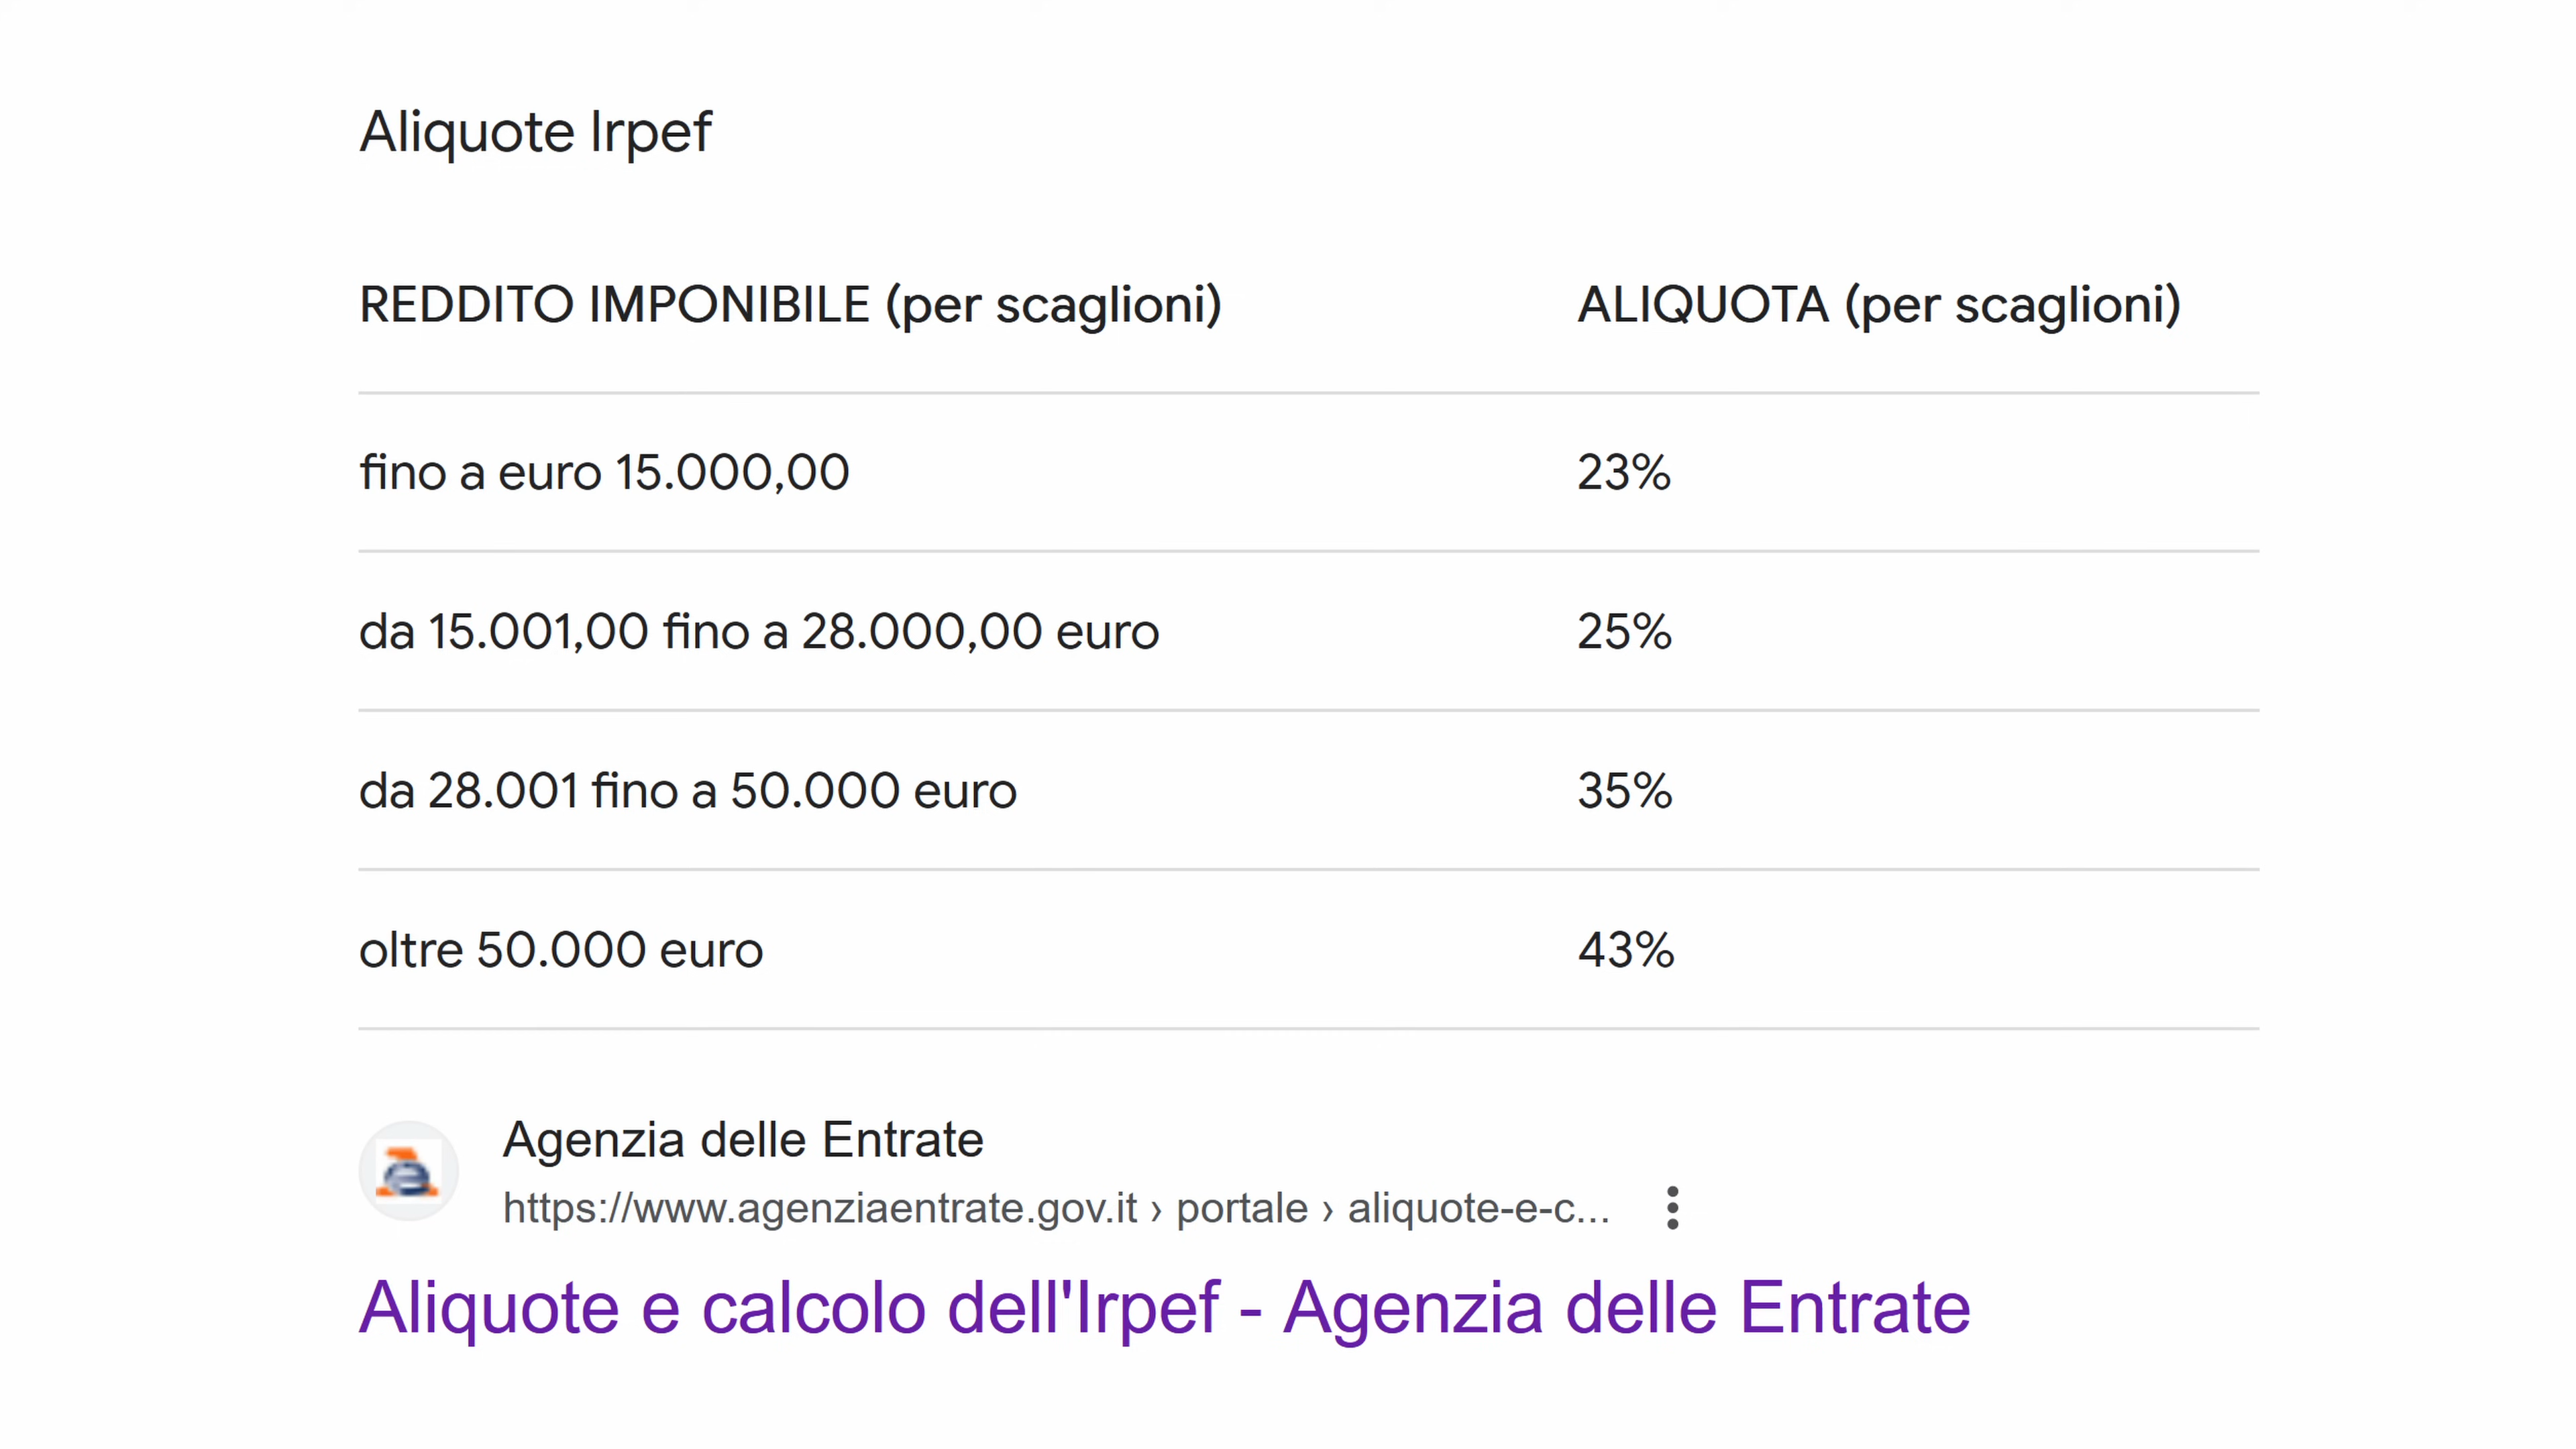 Aliquote Irpef
REDDITO IMPONIBILE (per scaglioni) ALIQUOTA (per scaglioni)
fino a euro 15.000,00 23%
da 15.001,00 fino a 28.000,00 euro 25%
da 28.001 fino a 50.000 euro 35%
oltre 50.000 euro 43%
Agenzia delle Entrate
https://www.agenziaentrate.gov.it › portale › aliquote-e-c...
Aliquote e calcolo dell'Irpef - Agenzia delle Entrate